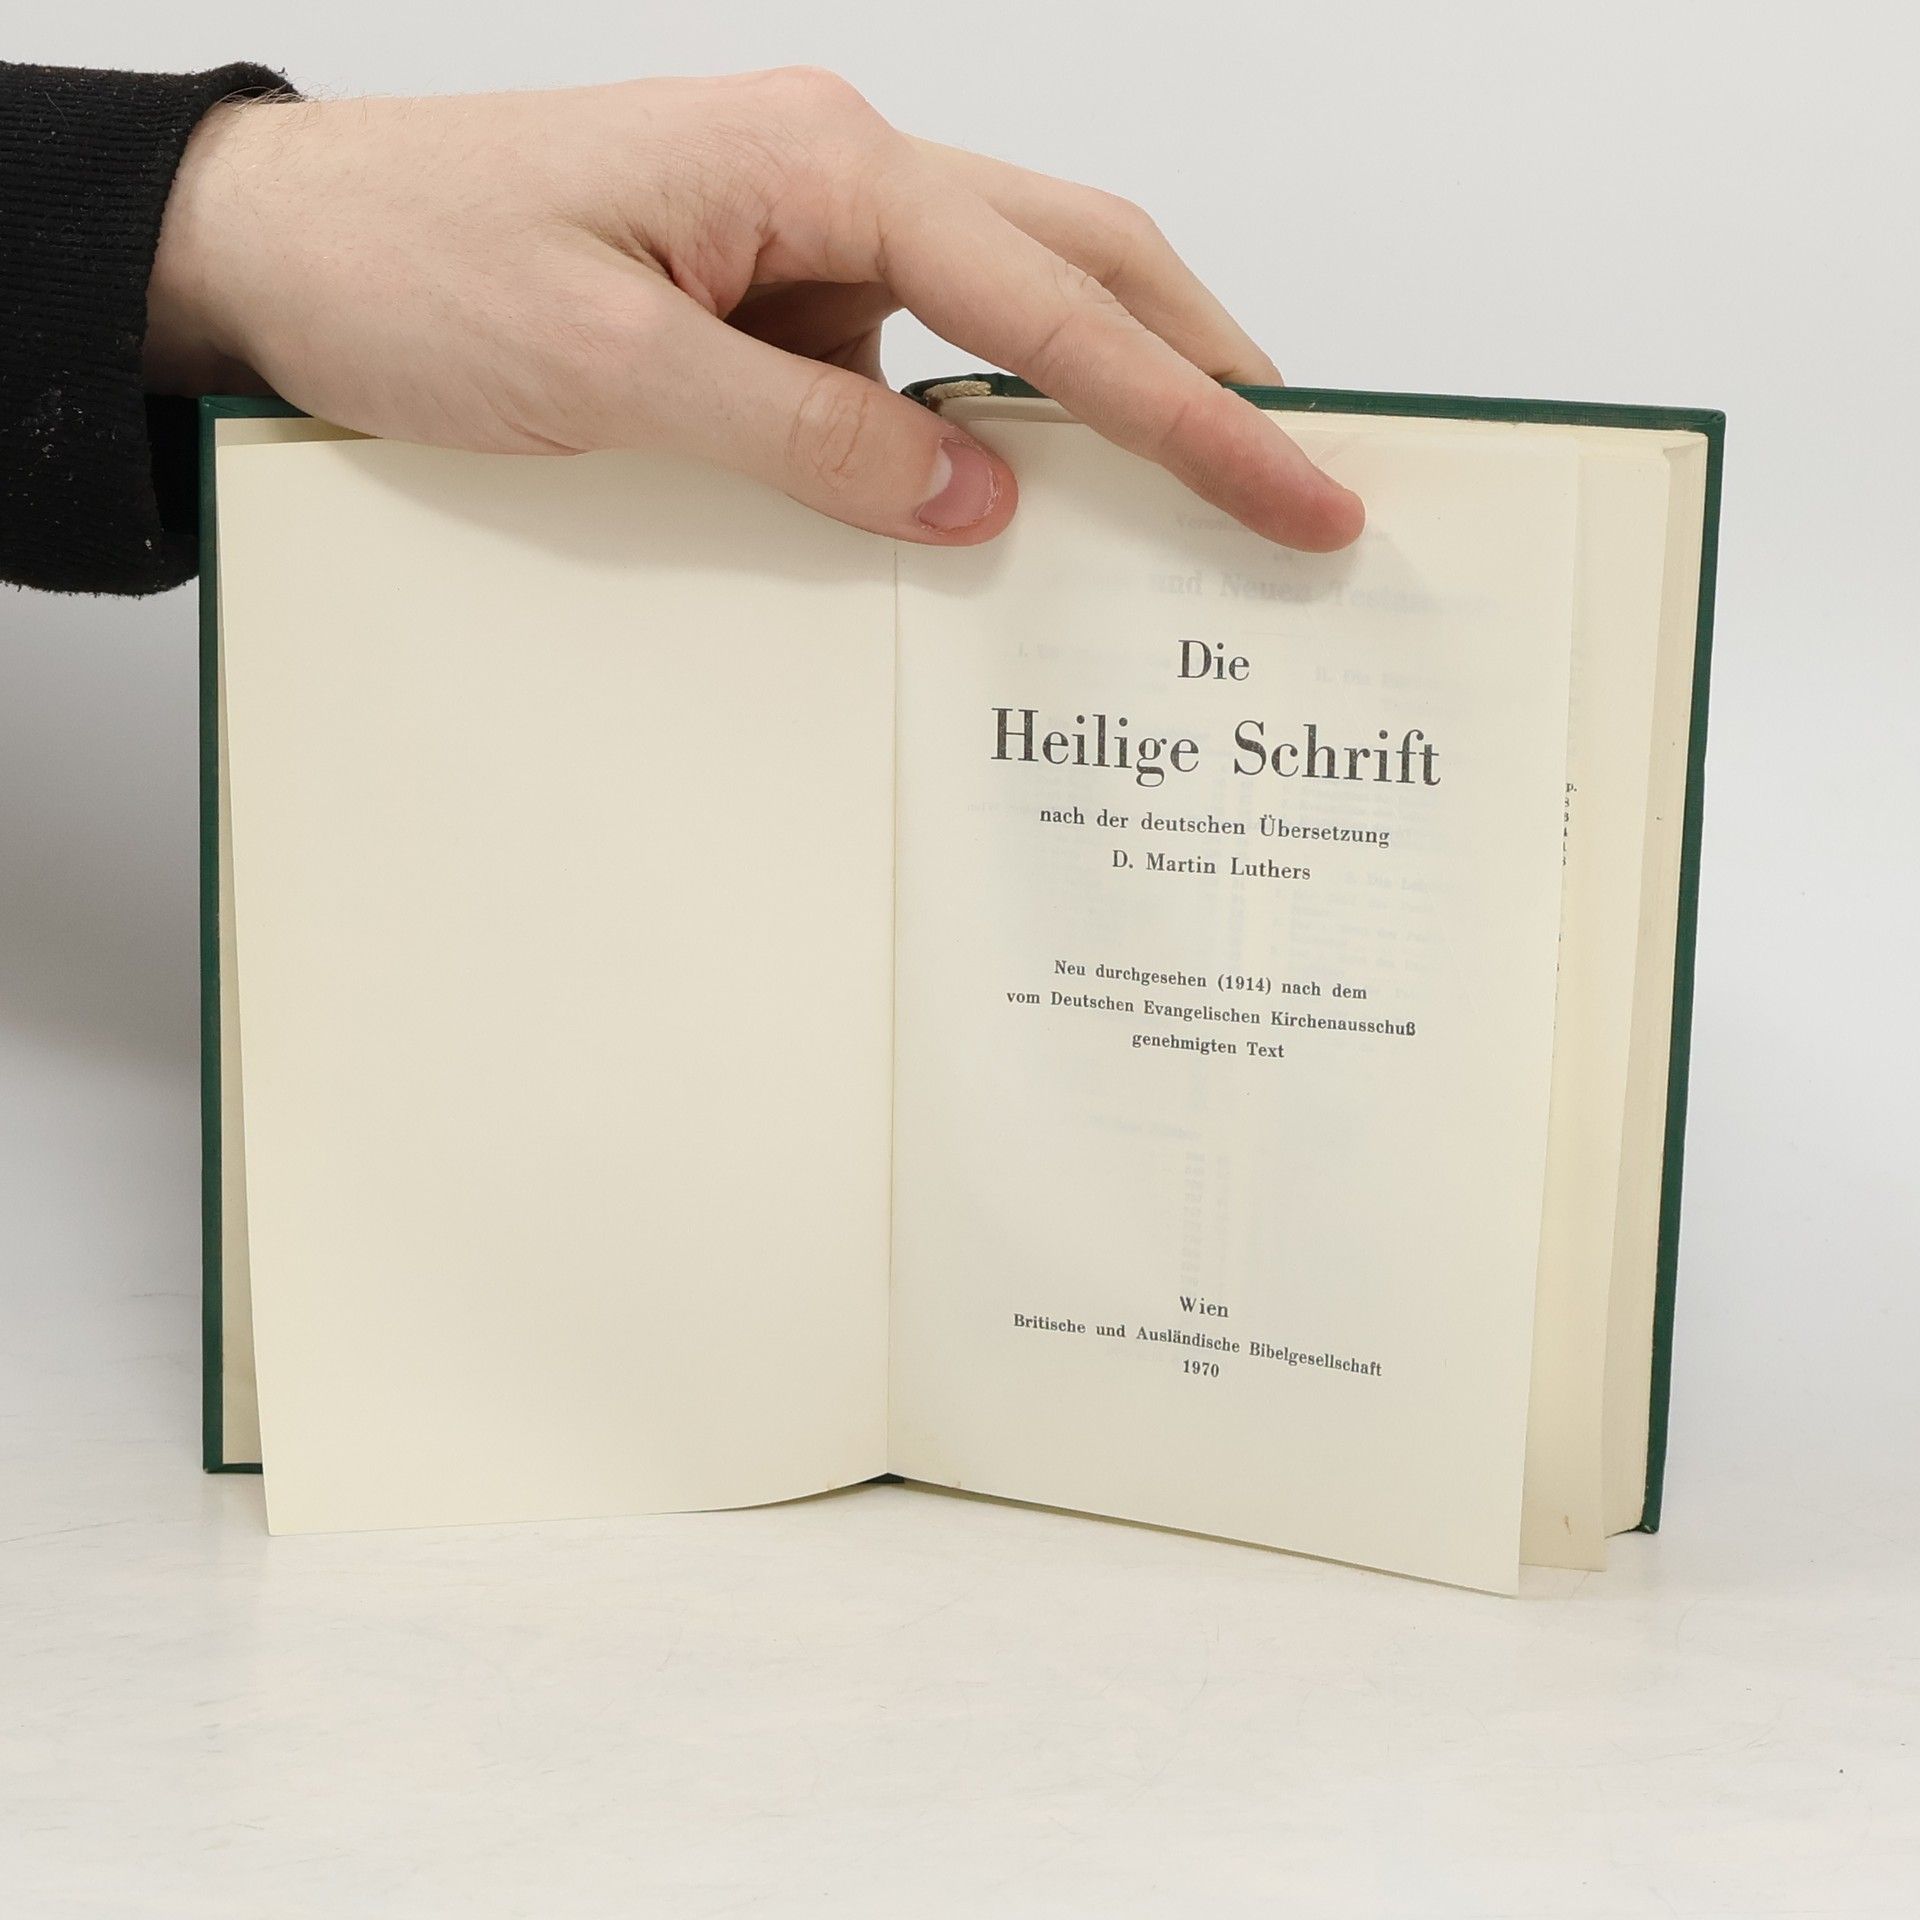 Die
Heilige Schrift
nach der deutschen Übersetzung
D. Martin Luthers
Neu durchgesehen (1914) nach dem
vom Deutschen Evangelischen Kirchenausschuß
genehmigten Text
Wien
Britische und Ausländische Bibelgesellschaft
1970